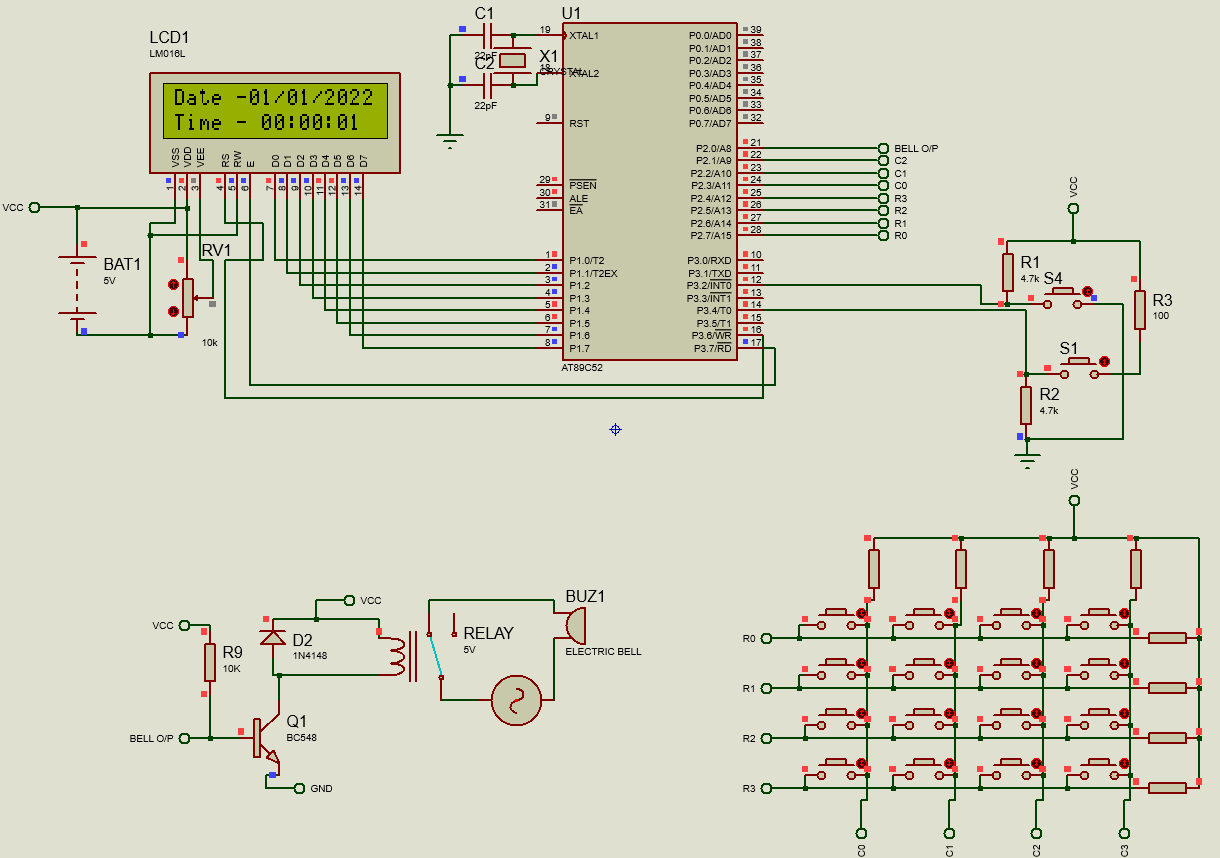 LCD1
LM016L
Date -01/01/2022
Time - 00:00:01
VSS
VDD
VEE
RS
RW
E
D0
D1
D2
D3
D4
D5
D6
D7
1
2
3
4
5
6
7
8
9
10
11
12
13
14
VCC
BAT1
5V
RV1
10k
C1
22pF
C2
22pF
X1
CRYSTAL
U1
19
XTAL1
18
XTAL2
9
RST
29
PSEN
30
ALE
31
EA
1
P1.0/T2
2
P1.1/T2EX
3
P1.2
4
P1.3
5
P1.4
6
P1.5
7
P1.6
8
P1.7
AT89C52
P0.0/AD0
39
P0.1/AD1
38
P0.2/AD2
37
P0.3/AD3
36
P0.4/AD4
35
P0.5/AD5
34
P0.6/AD6
33
P0.7/AD7
32
P2.0/A8
21
BELL O/P
P2.1/A9
22
C2
P2.2/A10
23
C1
P2.3/A11
24
C0
P2.4/A12
25
R3
P2.5/A13
26
R2
P2.6/A14
27
R1
P2.7/A15
28
R0
P3.0/RXD
10
P3.1/TXD
11
P3.2/INT0
12
P3.3/INT1
13
P3.4/T0
14
P3.5/T1
15
P3.6/WR
16
P3.7/RD
17
VCC
R1
4.7k
S4
R3
100
S1
R2
4.7k
VCC
VCC
R9
10K
BELL O/P
D2
1N4148
VCC
Q1
BC548
GND
RELAY
5V
BUZ1
ELECTRIC BELL
R0
R1
R2
R3
C0
C1
C2
C3